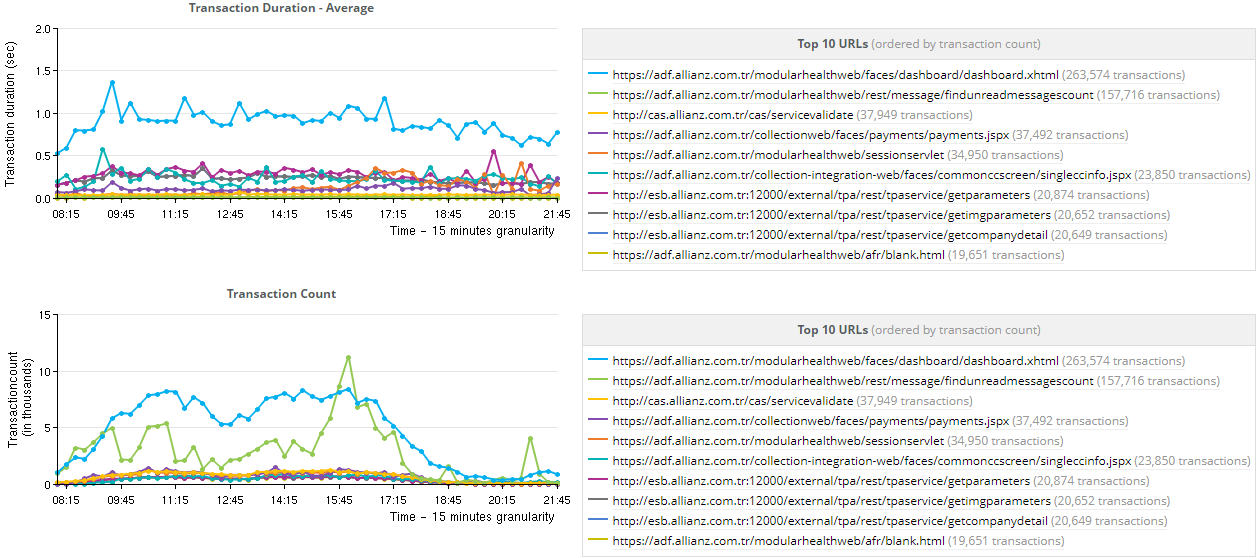 Transaction Duration - Average
Transaction duration (sec)
2.0
1.5
1.0
0.5
0.0
08:15 09:45 11:15 12:45 14:15 15:45 17:15 18:45 20:15 21:45
Time - 15 minutes granularity
Top 10 URLs (ordered by transaction count)
https://adf.allianz.com.tr/modularhealthweb/faces/dashboard/dashboard.xhtml (263,574 transactions)
https://adf.allianz.com.tr/modularhealthweb/rest/message/findunreadmessagescount (157,716 transactions)
http://cas.allianz.com.tr/cas/servicevalidate (37,949 transactions)
https://adf.allianz.com.tr/collectionweb/faces/payments/payments.jspx (37,492 transactions)
https://adf.allianz.com.tr/modularhealthweb/sessionservlet (34,950 transactions)
https://adf.allianz.com.tr/collection-integration-web/faces/commonccscreen/singleccinfo.jspx (23,850 transactions)
http://esb.allianz.com.tr:12000/external/tpa/rest/tpaservice/getparameters (20,874 transactions)
http://esb.allianz.com.tr:12000/external/tpa/rest/tpaservice/getimgparameters (20,652 transactions)
http://esb.allianz.com.tr:12000/external/tpa/rest/tpaservice/getcompanydetail (20,649 transactions)
https://adf.allianz.com.tr/modularhealthweb/afr/blank.html (19,651 transactions)
Transaction Count
Transactioncount
(in thousands)
15
10
5
0
08:15 09:45 11:15 12:45 14:15 15:45 17:15 18:45 20:15 21:45
Time - 15 minutes granularity
Top 10 URLs (ordered by transaction count)
https://adf.allianz.com.tr/modularhealthweb/faces/dashboard/dashboard.xhtml (263,574 transactions)
https://adf.allianz.com.tr/modularhealthweb/rest/message/findunreadmessagescount (157,716 transactions)
http://cas.allianz.com.tr/cas/servicevalidate (37,949 transactions)
https://adf.allianz.com.tr/collectionweb/faces/payments/payments.jspx (37,492 transactions)
https://adf.allianz.com.tr/modularhealthweb/sessionservlet (34,950 transactions)
https://adf.allianz.com.tr/collection-integration-web/faces/commonccscreen/singleccinfo.jspx (23,850 transactions)
http://esb.allianz.com.tr:12000/external/tpa/rest/tpaservice/getparameters (20,874 transactions)
http://esb.allianz.com.tr:12000/external/tpa/rest/tpaservice/getimgparameters (20,652 transactions)
http://esb.allianz.com.tr:12000/external/tpa/rest/tpaservice/getcompanydetail (20,649 transactions)
https://adf.allianz.com.tr/modularhealthweb/afr/blank.html (19,651 transactions)